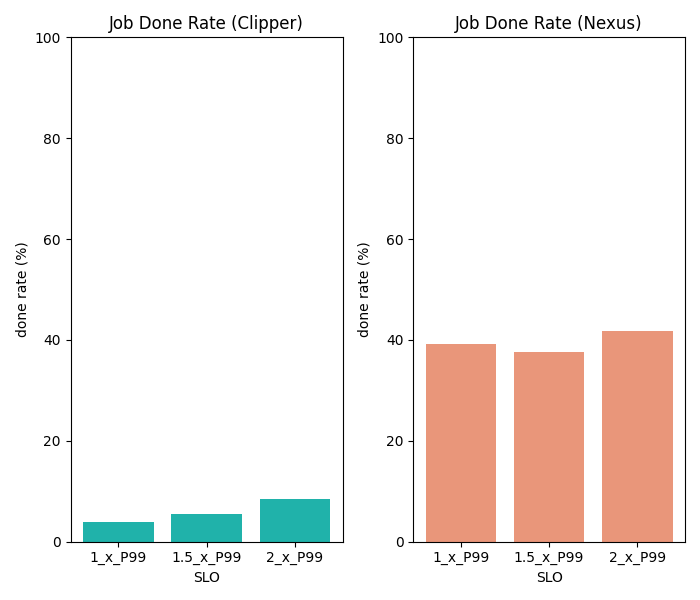 Job Done Rate (Clipper)
100
80
60
40
20
0
done rate (%)
1_x_P99 1.5_x_P99 2_x_P99
SLO
Job Done Rate (Nexus)
100
80
60
40
20
0
done rate (%)
1_x_P99 1.5_x_P99 2_x_P99
SLO